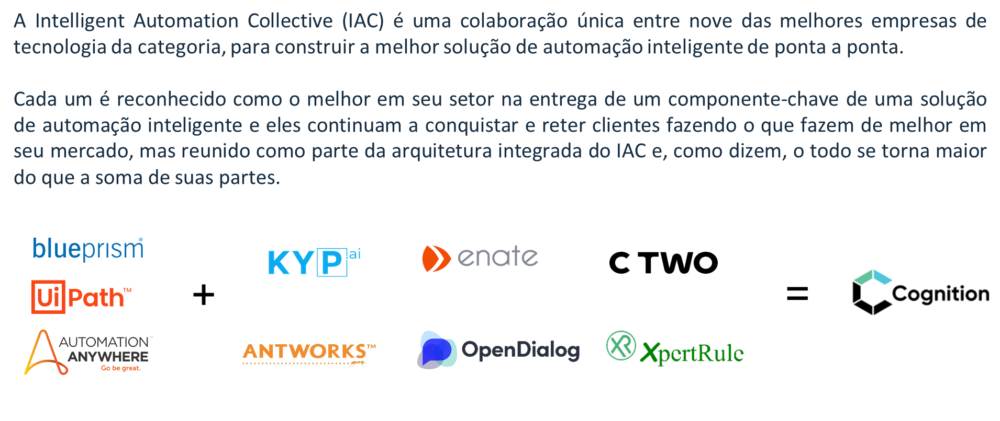 A Intelligent Automation Collective (IAC) é uma colaboração única entre nove das melhores empresas de
tecnologia da categoria, para construir a melhor solução de automação inteligente de ponta a ponta.
Cada um é reconhecido como o melhor em seu setor na entrega de um componente-chave de uma solução
de automação inteligente e eles continuam a conquistar e reter clientes fazendo o que fazem de melhor em
seu mercado, mas reunido como parte da arquitetura integrada do IAC e, como dizem, o todo se torna maior
do que a soma de suas partes.
blueprism®
UiPath™
AUTOMATION™
ANYWHERE
Go be great.
+
KYP.ai
ANTWORKS™
enate
OpenDialog
C TWO
XR XpertRule
=
Cognition